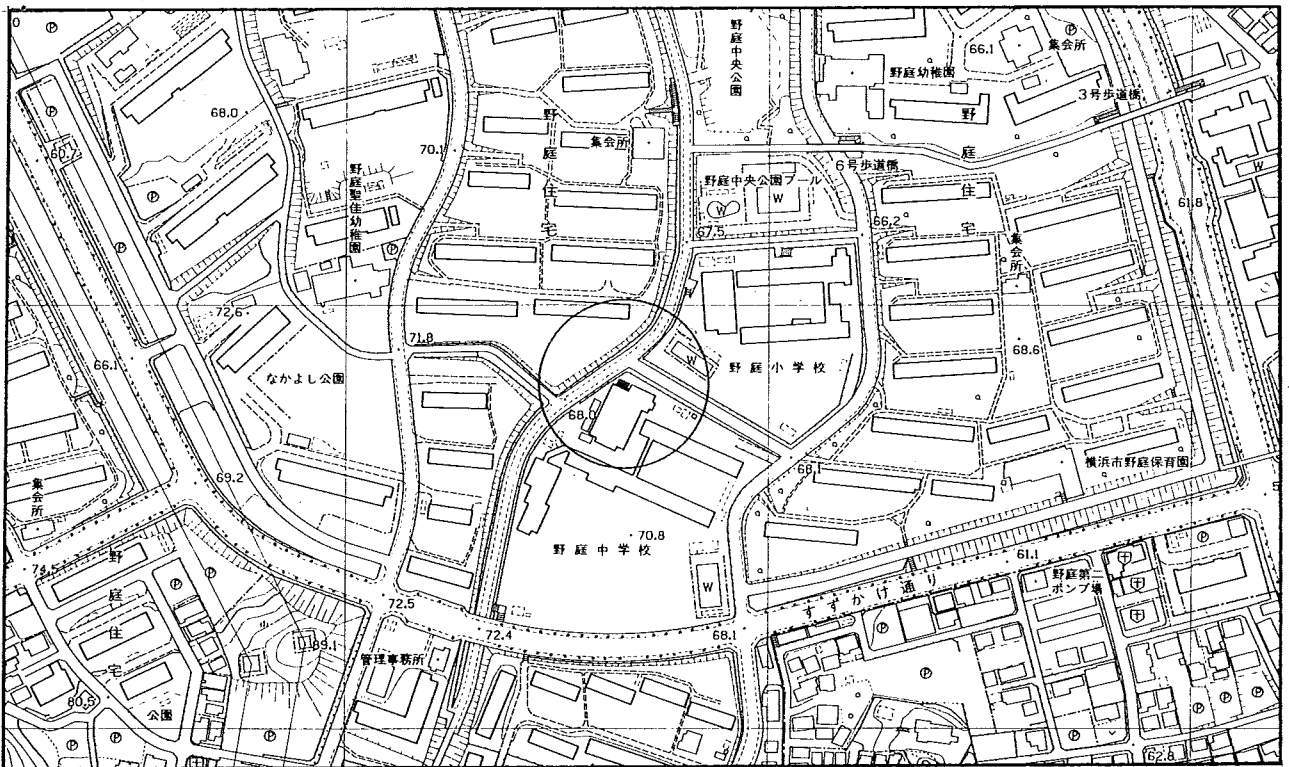 0
野庭中央公園
66.1
集会所
野庭幼稚園
3号歩道橋
68.0
70.1
野庭住宅
集会所
野庭住宅
60.7
野庭聖佳幼稚園
6号歩道橋
野庭中央公園プール
W
W
W
67.5
66.2
61.8
集会所
72.6
71.8
68.6
66.1
なかよし公園
W
野庭小学校
68.0
横浜市野庭保育園
69.2
68.1
集会所
5
70.8
野庭中学校
61.1
74.5
野庭住宅
W
すずかけ通り
野庭第二
ポンプ場
72.5
72.4
68.1
89.1
管理事務所
80.5
公園
62.8